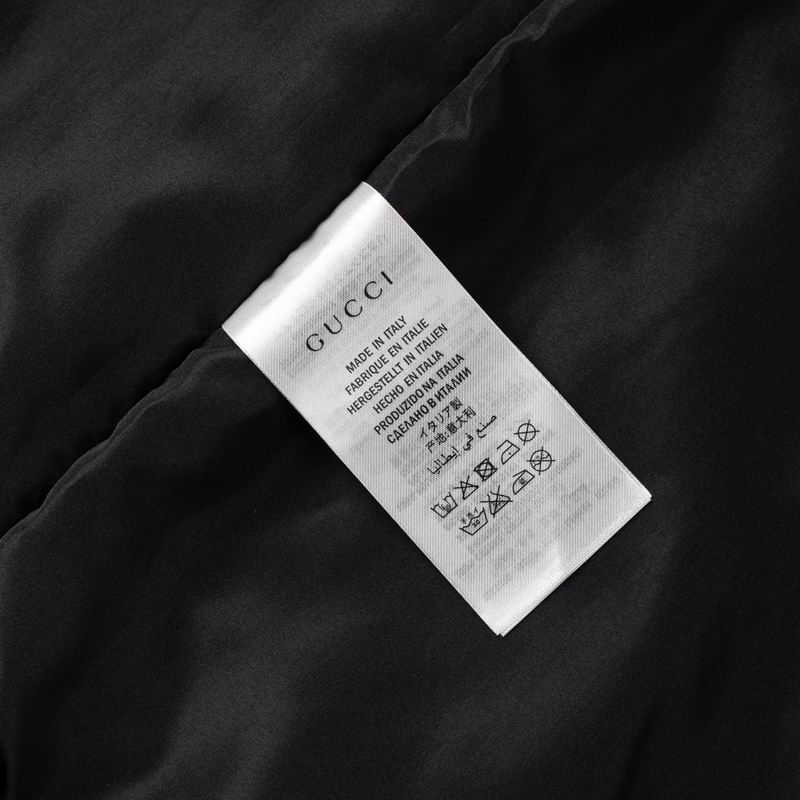 GUCCI
MADE IN ITALY
FABRIQUE EN ITALIE
HERGESTELLT IN ITALIEN
HECHO EN ITALIA
PRODUZIDO NA ITALIA
СДЕЛАНО В ИТАЛИИ
イタリア製
产地:意大利
صنع في إيطاليا